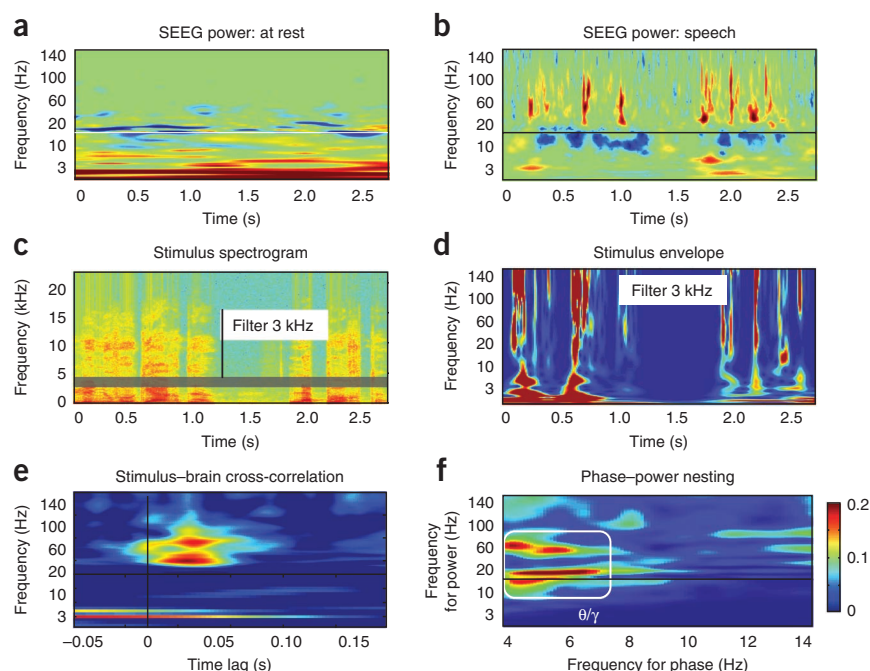 a
SEEG power: at rest
Frequency (Hz)
140
100
60
20
10
3
0 0.5 1.0 1.5 2.0 2.5
Time (s)
b
SEEG power: speech
Frequency (Hz)
140
100
60
20
10
3
0 0.5 1.0 1.5 2.0 2.5
Time (s)
c
Stimulus spectrogram
Frequency (kHz)
20
15
10
5
0
Filter 3 kHz
0 0.5 1.0 1.5 2.0 2.5
Time (s)
d
Stimulus envelope
Frequency (Hz)
140
100
60
20
10
3
Filter 3 kHz
0 0.5 1.0 1.5 2.0 2.5
Time (s)
e
Stimulus–brain cross-correlation
Frequency (Hz)
140
100
60
20
10
3
–0.05 0 0.05 0.10 0.15
Time lag (s)
f
Phase–power nesting
Frequency
for power (Hz)
140
100
60
20
10
3
θ/γ
4 6 8 10 12 14
Frequency for phase (Hz)
0.2
0.1
0